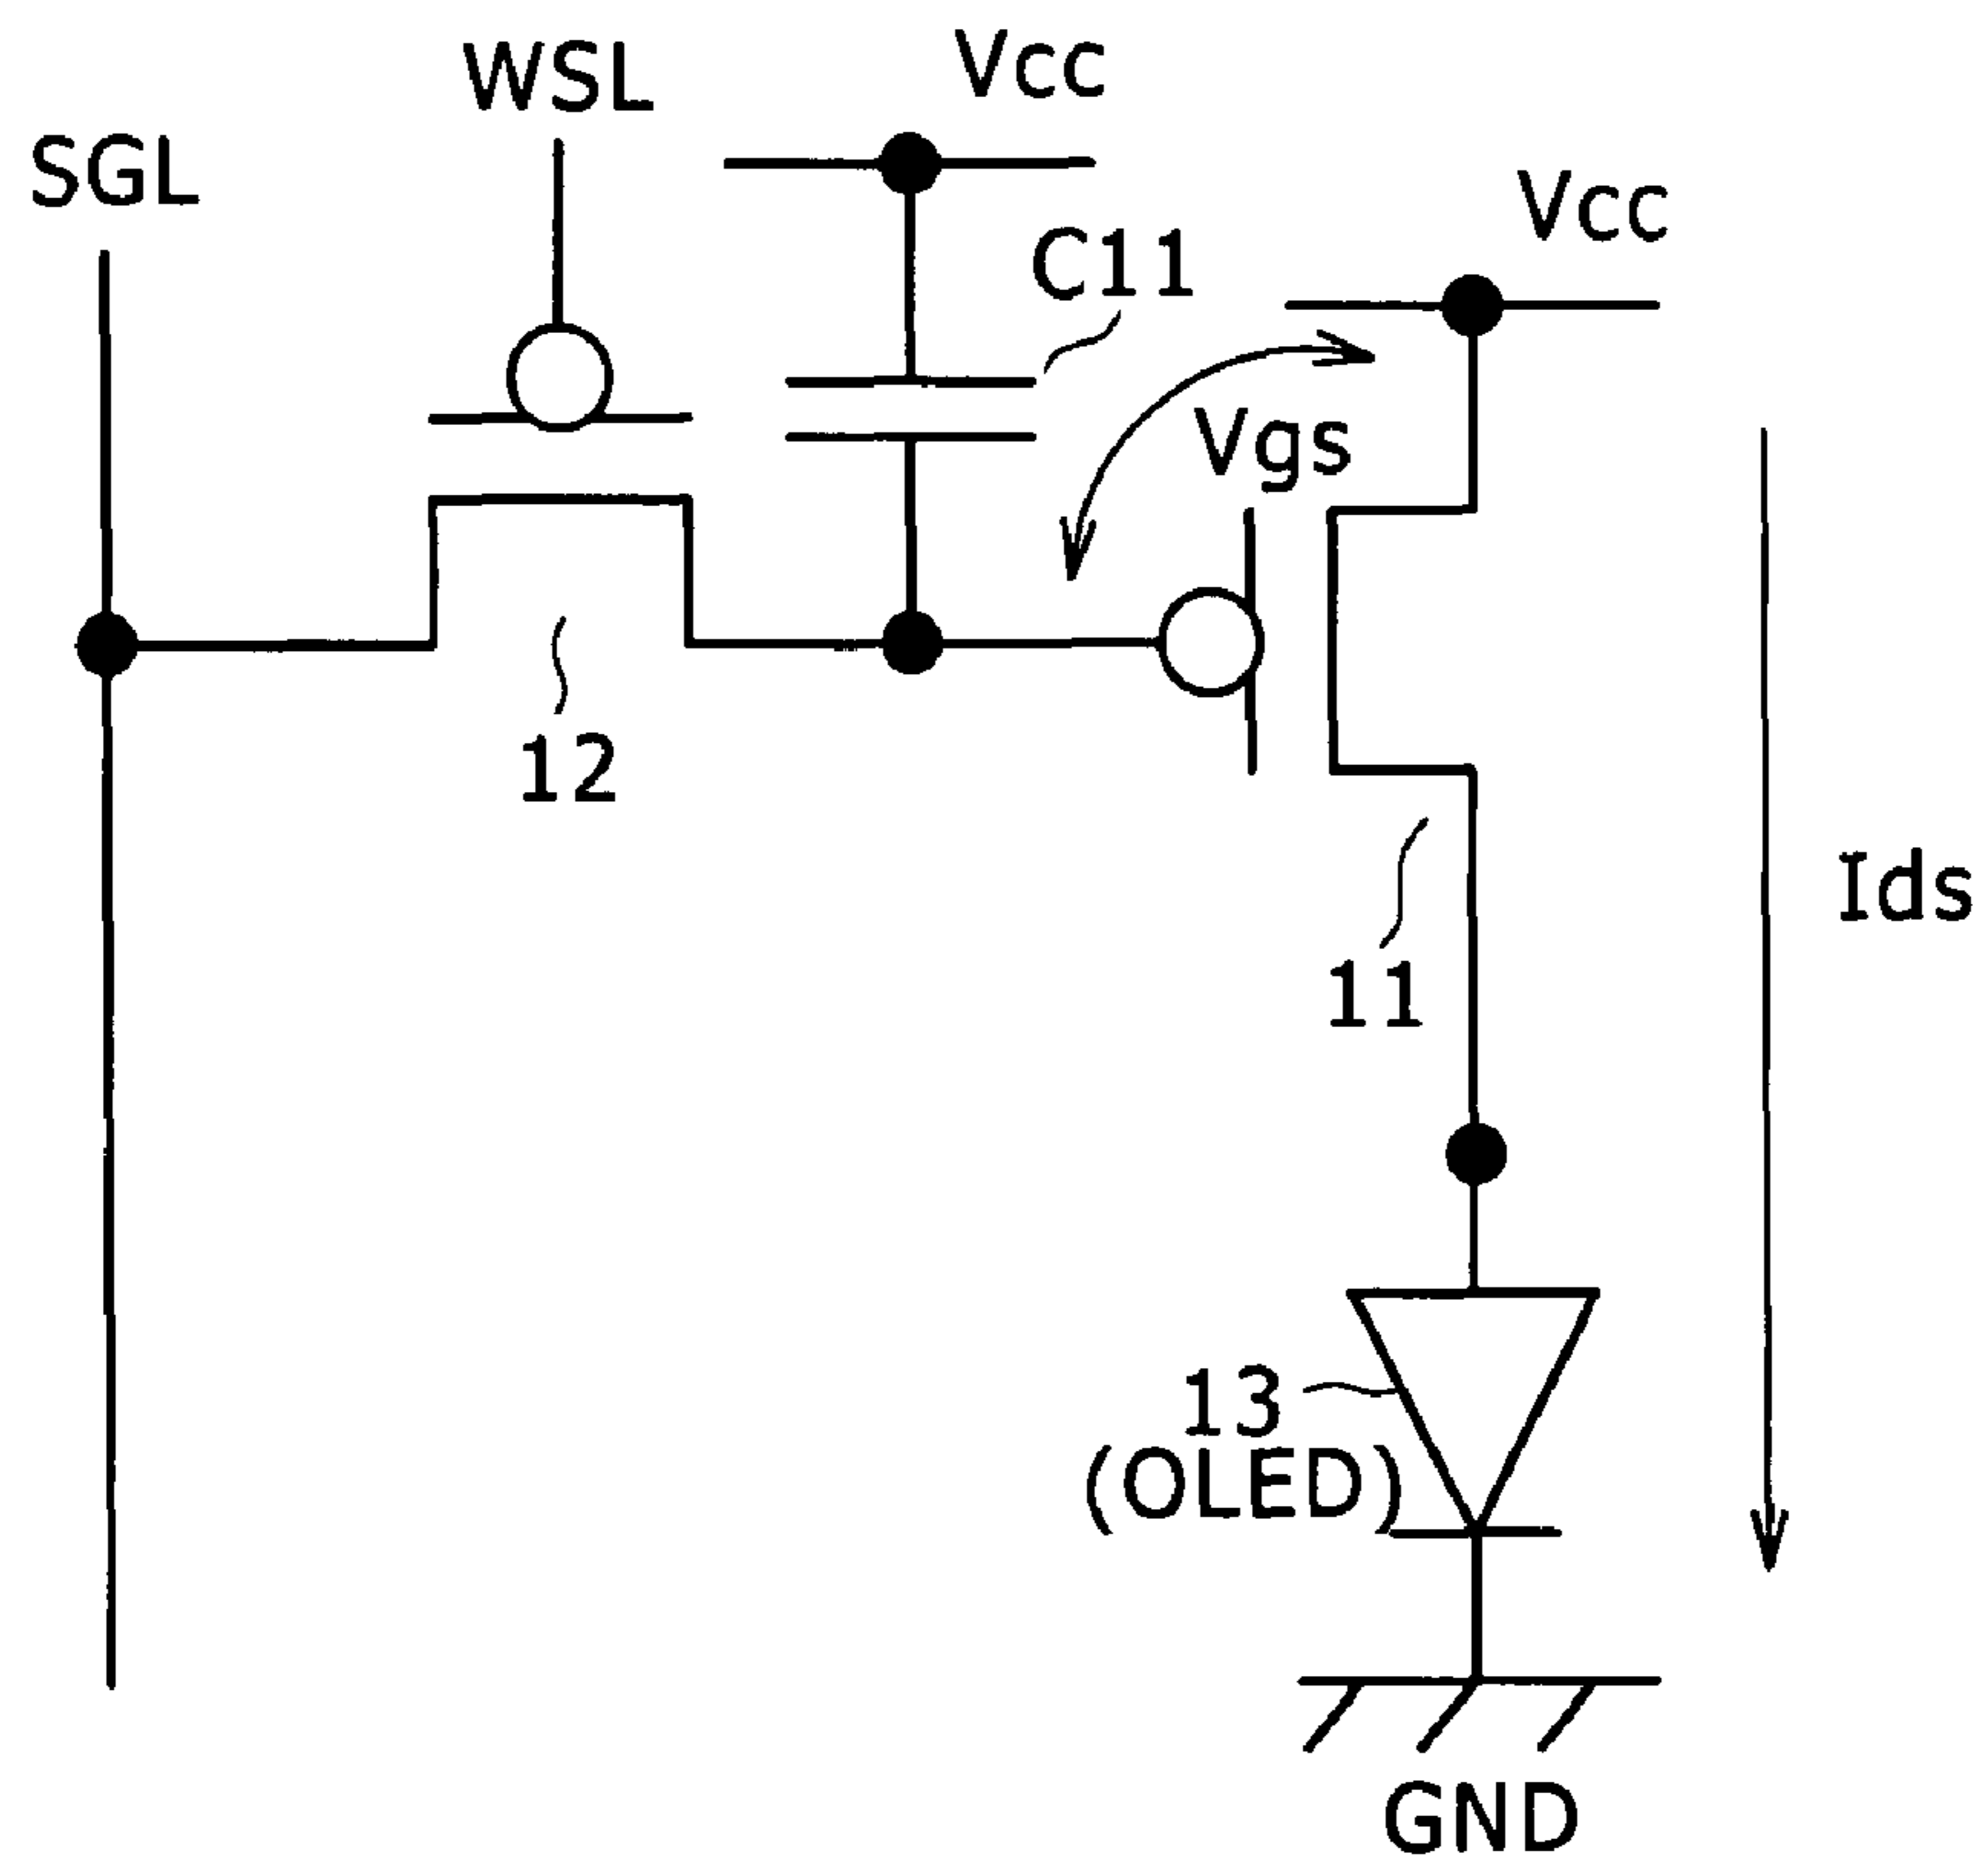 WSL
Vcc
SGL
Vcc
C11
Vgs
12
Ids
11
13
(OLED)
GND